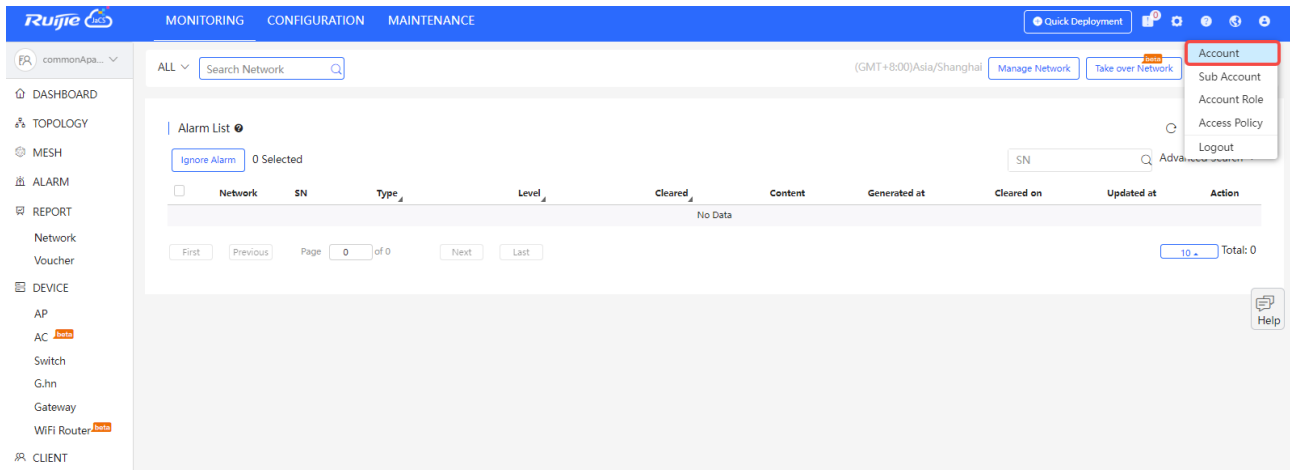 Ruijie JaCS MONITORING CONFIGURATION MAINTENANCE Quick Deployment 0
ER commonApa...
ALL Search Network (GMT+8:00)Asia/Shanghai Manage Network Take over Network beta
Account
Sub Account
Account Role
Access Policy
Logout
DASHBOARD
TOPOLOGY
MESH
ALARM
REPORT
Network
Voucher
DEVICE
AP
AC beta
Switch
G.hn
Gateway
WiFi Router beta
CLIENT
Alarm List
Ignore Alarm 0 Selected SN Advanced Search
Network SN Type Level Cleared Content Generated at Cleared on Updated at Action
No Data
First Previous Page 0 of 0 Next Last 10 Total: 0
Help